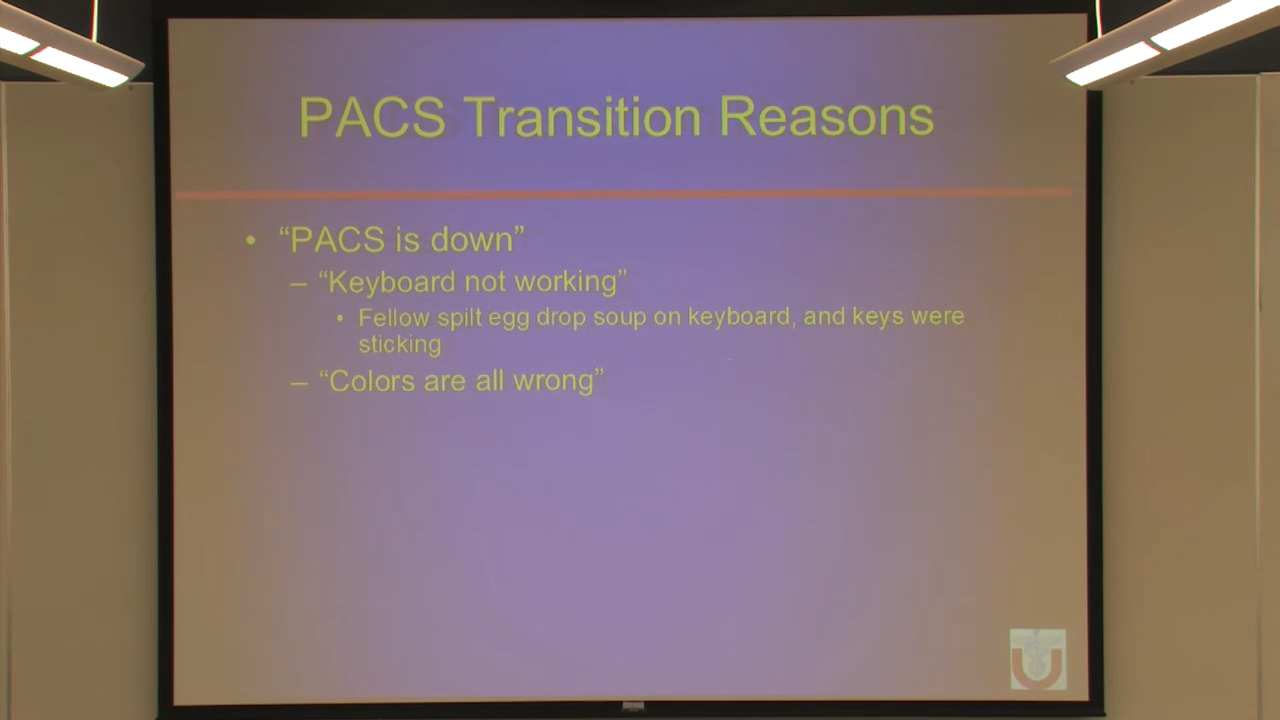 PACS Transition Reasons
• “PACS is down”
– “Keyboard not working”
• Fellow spilt egg drop soup on keyboard, and keys were
sticking
– “Colors are all wrong”
U